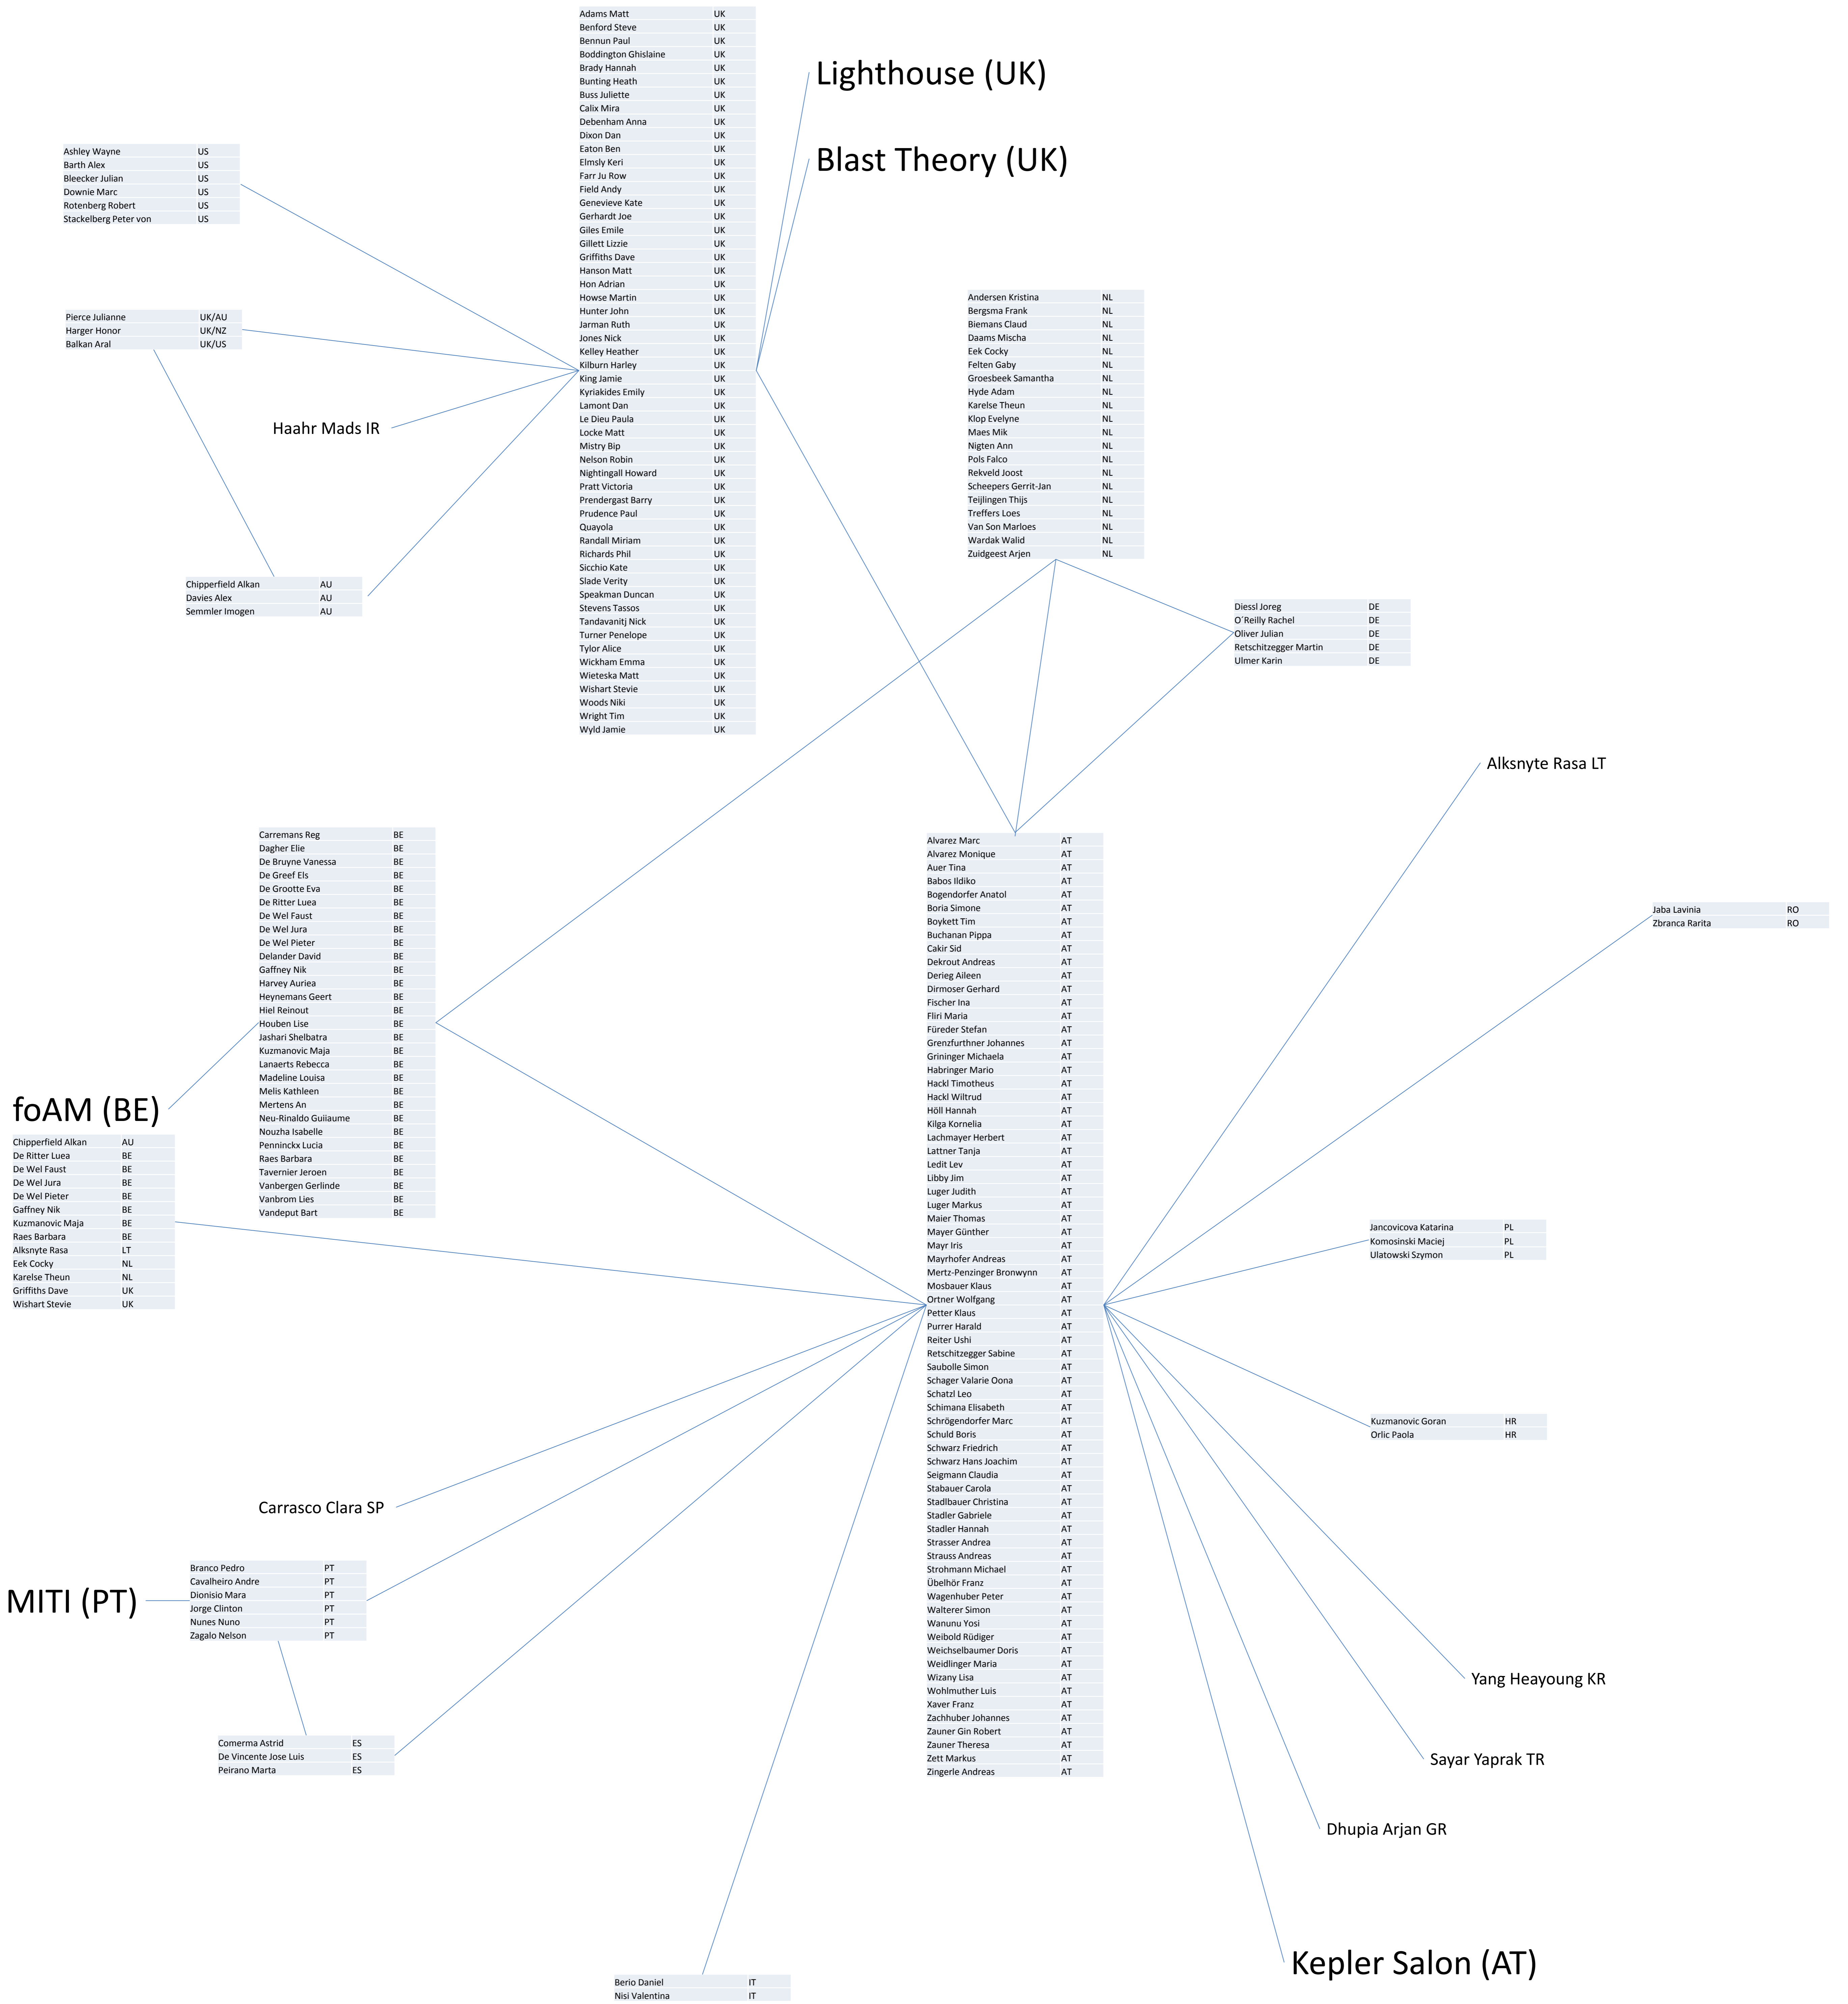 Adams Matt UK
Benford Steve UK
Bennun Paul UK
Boddington Ghislaine UK
Brady Hannah UK
Bunting Heath UK
Buss Juliette UK
Calix Mira UK
Debenham Anna UK
Dixon Dan UK
Eaton Ben UK
Elmsly Keri UK
Farr Ju Row UK
Field Andy UK
Genevieve Kate UK
Gerhardt Joe UK
Giles Emile UK
Gillett Lizzie UK
Griffiths Dave UK
Hanson Matt UK
Hon Adrian UK
Howse Martin UK
Hunter John UK
Jarman Ruth UK
Jones Nick UK
Kelley Heather UK
Kilburn Harley UK
King Jamie UK
Kyriakides Emily UK
Lamont Dan UK
Le Dieu Paula UK
Locke Matt UK
Mistry Bip UK
Nelson Robin UK
Nightingall Howard UK
Pratt Victoria UK
Prendergast Barry UK
Prudence Paul UK
Quayola UK
Randall Miriam UK
Richards Phil UK
Sicchio Kate UK
Slade Verity UK
Speakman Duncan UK
Stevens Tassos UK
Tandavanitj Nick UK
Turner Penelope UK
Tylor Alice UK
Wickham Emma UK
Wieteska Matt UK
Wishart Stevie UK
Woods Niki UK
Wright Tim UK
Wyld Jamie UK
Lighthouse (UK)
Blast Theory (UK)
Ashley Wayne US
Barth Alex US
Bleecker Julian US
Downie Marc US
Rotenberg Robert US
Stackelberg Peter von US
Pierce Julianne UK/AU
Harger Honor UK/NZ
Balkan Aral UK/US
Haahr Mads IR
Chipperfield Alkan AU
Davies Alex AU
Semmler Imogen AU
Andersen Kristina NL
Bergsma Frank NL
Biemans Claud NL
Daams Mischa NL
Eek Cocky NL
Felten Gaby NL
Groesbeek Samantha NL
Hyde Adam NL
Karelse Theun NL
Klop Evelyne NL
Maes Mik NL
Nigten Ann NL
Pols Falco NL
Rekveld Joost NL
Scheepers Gerrit-Jan NL
Teijlingen Thijs NL
Treffers Loes NL
Van Son Marloes NL
Wardak Walid NL
Zuidgeest Arjen NL
Diessl Joreg DE
O´Reilly Rachel DE
Oliver Julian DE
Retschitzegger Martin DE
Ulmer Karin DE
Alksnyte Rasa LT
Carremans Reg BE
Dagher Elie BE
De Bruyne Vanessa BE
De Greef Els BE
De Grootte Eva BE
De Ritter Luea BE
De Wel Faust BE
De Wel Jura BE
De Wel Pieter BE
Delander David BE
Gaffney Nik BE
Harvey Auriea BE
Heynemans Geert BE
Hiel Reinout BE
Houben Lise BE
Jashari Shelbatra BE
Kuzmanovic Maja BE
Lanaerts Rebecca BE
Madeline Louisa BE
Melis Kathleen BE
Mertens An BE
Neu-Rinaldo Guiiaume BE
Nouzha Isabelle BE
Penninckx Lucia BE
Raes Barbara BE
Tavernier Jeroen BE
Vanbergen Gerlinde BE
Vanbrom Lies BE
Vandeput Bart BE
foAM (BE)
Chipperfield Alkan AU
De Ritter Luea BE
De Wel Faust BE
De Wel Jura BE
De Wel Pieter BE
Gaffney Nik BE
Kuzmanovic Maja BE
Raes Barbara BE
Alksnyte Rasa LT
Eek Cocky NL
Karelse Theun NL
Griffiths Dave UK
Wishart Stevie UK
Alvarez Marc AT
Alvarez Monique AT
Auer Tina AT
Babos Ildiko AT
Bogendorfer Anatol AT
Boria Simone AT
Boykett Tim AT
Buchanan Pippa AT
Cakir Sid AT
Dekrout Andreas AT
Derieg Aileen AT
Dirmoser Gerhard AT
Fischer Ina AT
Fliri Maria AT
Füreder Stefan AT
Grenzfurthner Johannes AT
Grininger Michaela AT
Habringer Mario AT
Hackl Timotheus AT
Hackl Wiltrud AT
Höll Hannah AT
Kilga Kornelia AT
Lachmayer Herbert AT
Lattner Tanja AT
Ledit Lev AT
Libby Jim AT
Luger Judith AT
Luger Markus AT
Maier Thomas AT
Mayer Günther AT
Mayr Iris AT
Mayrhofer Andreas AT
Mertz-Penzinger Bronwynn AT
Mosbauer Klaus AT
Ortner Wolfgang AT
Petter Klaus AT
Purrer Harald AT
Reiter Ushi AT
Retschitzegger Sabine AT
Saubolle Simon AT
Schager Valarie Oona AT
Schatzl Leo AT
Schimana Elisabeth AT
Schrögendorfer Marc AT
Schuld Boris AT
Schwarz Friedrich AT
Schwarz Hans Joachim AT
Seigmann Claudia AT
Stabauer Carola AT
Stadlbauer Christina AT
Stadler Gabriele AT
Stadler Hannah AT
Strasser Andrea AT
Strauss Andreas AT
Strohmann Michael AT
Übelhör Franz AT
Wagenhuber Peter AT
Walterer Simon AT
Wanunu Yosi AT
Weibold Rüdiger AT
Weichselbaumer Doris AT
Weidlinger Maria AT
Wizany Lisa AT
Wohlmuther Luis AT
Xaver Franz AT
Zachhuber Johannes AT
Zauner Gin Robert AT
Zauner Theresa AT
Zett Markus AT
Zingerle Andreas AT
Jaba Lavinia RO
Zbranca Rarita RO
Jancovicova Katarina PL
Komosinski Maciej PL
Ulatowski Szymon PL
Kuzmanovic Goran HR
Orlic Paola HR
Carrasco Clara SP
MITI (PT)
Branco Pedro PT
Cavalheiro Andre PT
Dionisio Mara PT
Jorge Clinton PT
Nunes Nuno PT
Zagalo Nelson PT
Comerma Astrid ES
De Vincente Jose Luis ES
Peirano Marta ES
Yang Heayoung KR
Sayar Yaprak TR
Dhupia Arjan GR
Kepler Salon (AT)
Berio Daniel IT
Nisi Valentina IT